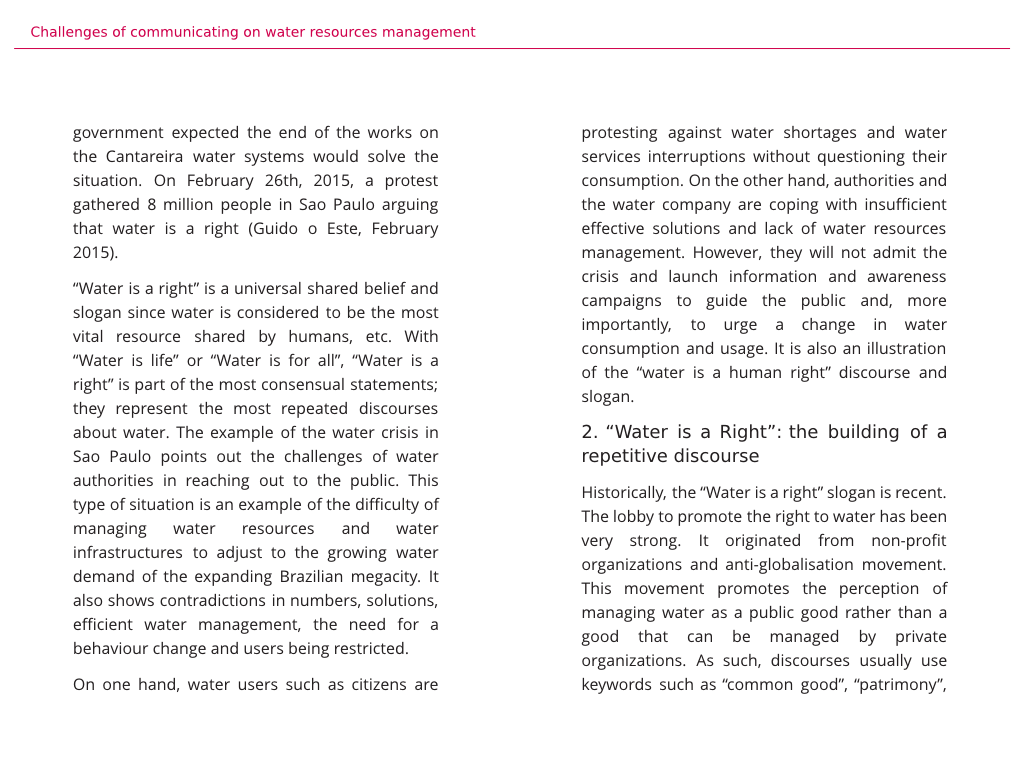 Challenges of communicating on water resources management
government expected the end of the works on
the Cantareira water systems would solve the
situation. On February 26th, 2015, a protest
gathered 8 million people in Sao Paulo arguing
that water is a right (Guido o Este, February
2015).
“Water is a right” is a universal shared belief and
slogan since water is considered to be the most
vital resource shared by humans, etc. With
“Water is life” or “Water is for all”, “Water is a
right” is part of the most consensual statements;
they represent the most repeated discourses
about water. The example of the water crisis in
Sao Paulo points out the challenges of water
authorities in reaching out to the public. This
type of situation is an example of the difficulty of
managing water resources and water
infrastructures to adjust to the growing water
demand of the expanding Brazilian megacity. It
also shows contradictions in numbers, solutions,
efficient water management, the need for a
behaviour change and users being restricted.
On one hand, water users such as citizens are
protesting against water shortages and water
services interruptions without questioning their
consumption. On the other hand, authorities and
the water company are coping with insufficient
effective solutions and lack of water resources
management. However, they will not admit the
crisis and launch information and awareness
campaigns to guide the public and, more
importantly, to urge a change in water
consumption and usage. It is also an illustration
of the “water is a human right” discourse and
slogan.
2. “Water is a Right”: the building of a
repetitive discourse
Historically, the “Water is a right” slogan is recent.
The lobby to promote the right to water has been
very strong. It originated from non-profit
organizations and anti-globalisation movement.
This movement promotes the perception of
managing water as a public good rather than a
good that can be managed by private
organizations. As such, discourses usually use
keywords such as “common good”, “patrimony”,